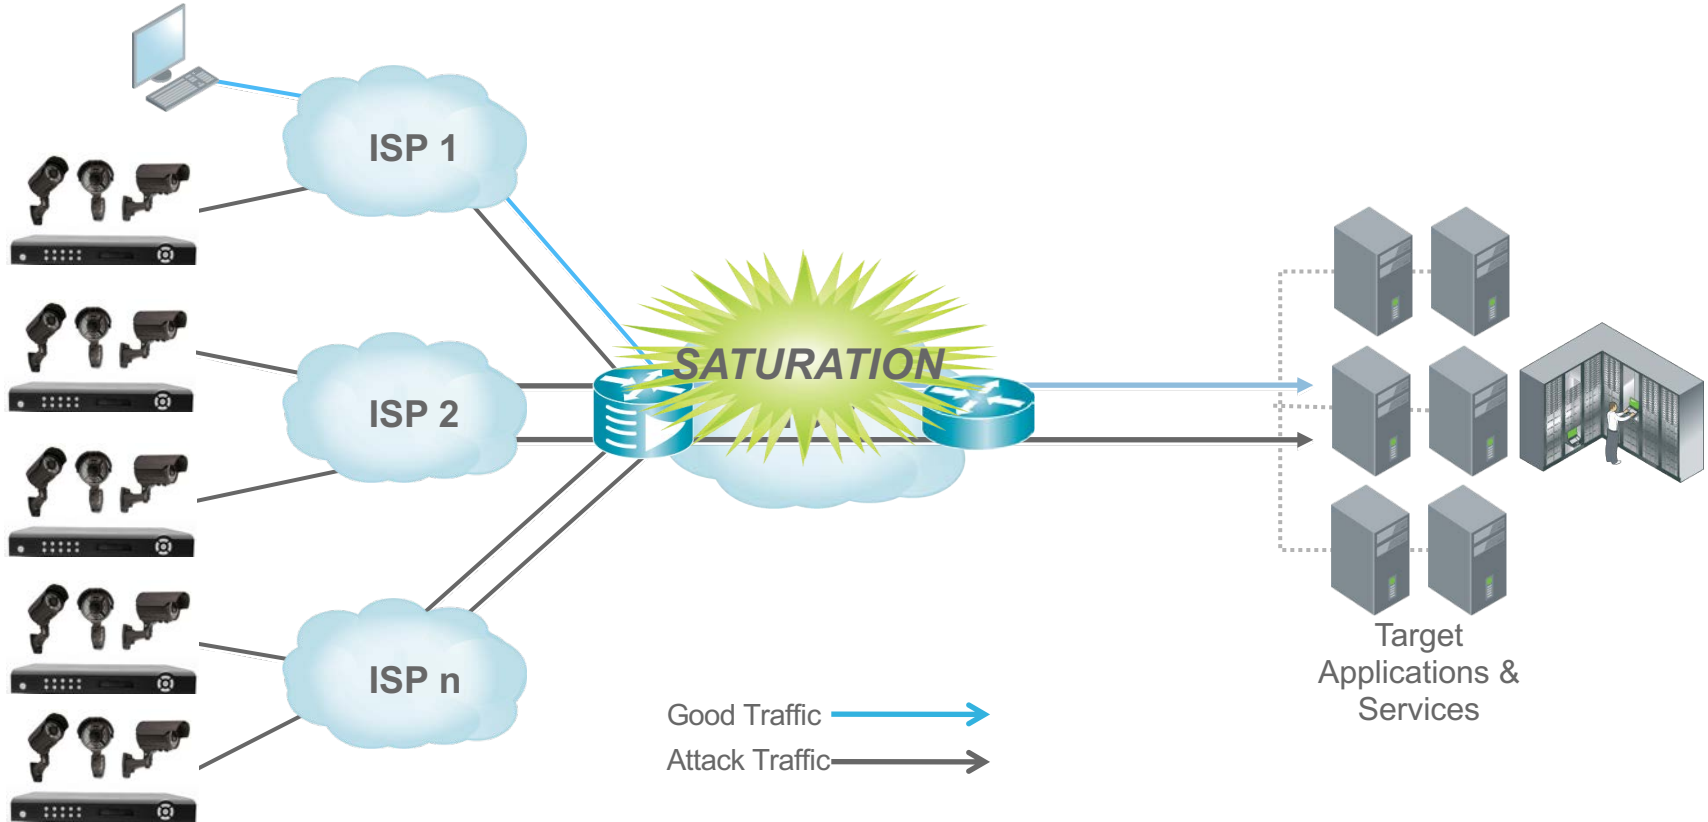 ISP 1
SATURATION
ISP 2
ISP n
Target
Applications &
Services
Good Traffic
Attack Traffic